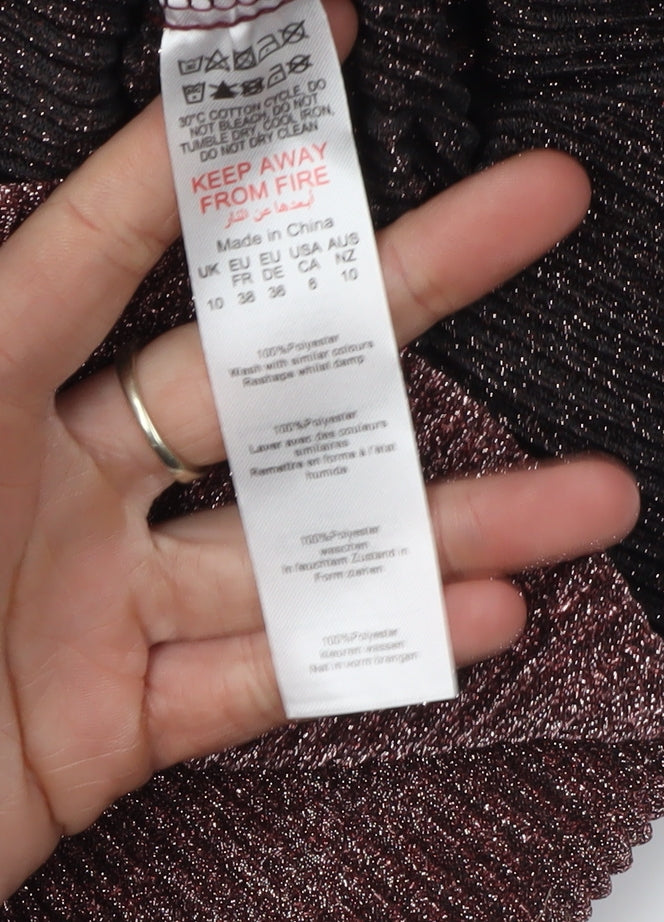 30°C COTTON CYCLE, DO
NOT BLEACH, DO NOT
TUMBLE DRY, COOL IRON,
DO NOT DRY CLEAN
KEEP AWAY
FROM FIRE
أبعدها عن النار
Made in China
UK EU FR EU DE USA CA AUS NZ
10 38 36 6 10
100%Polyester
Wash with similar colours
Reshape whilst damp
100%Polyester
Laver avec des couleurs
similaires
Remettre en forme à l'état
humide
100%Polyester
waschen
In feuchtem Zustand in
Form ziehen
100%Polyester
kleuren wassen
Nat in vorm brengen